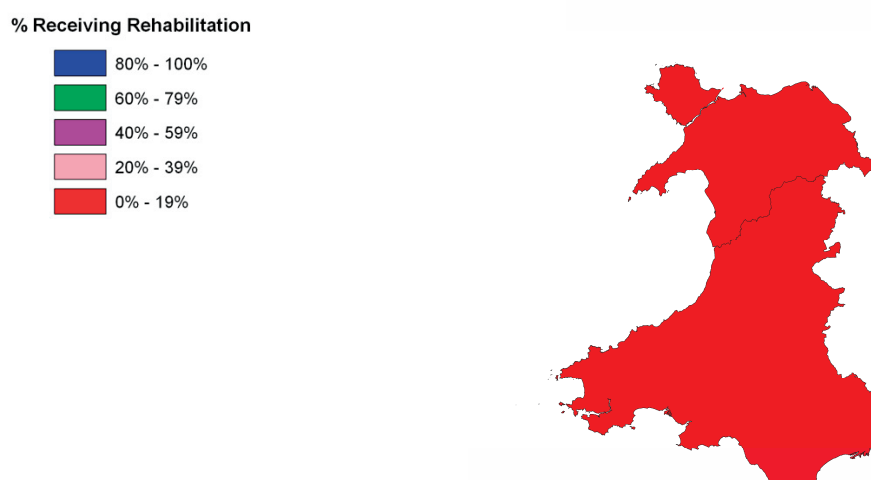 % Receiving Rehabilitation
80% - 100%
60% - 79%
40% - 59%
20% - 39%
0% - 19%